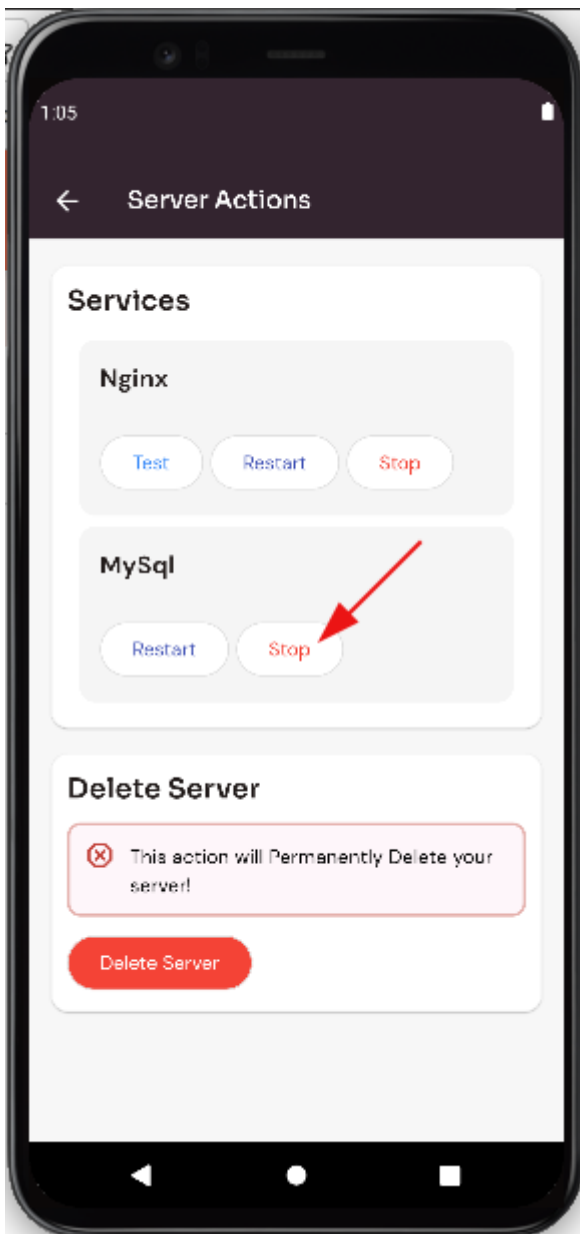 1:05
Server Actions
Services
Nginx
Test Restart Stop
MySql
Restart Stop
Delete Server
This action will Permanently Delete your
server!
Delete Server